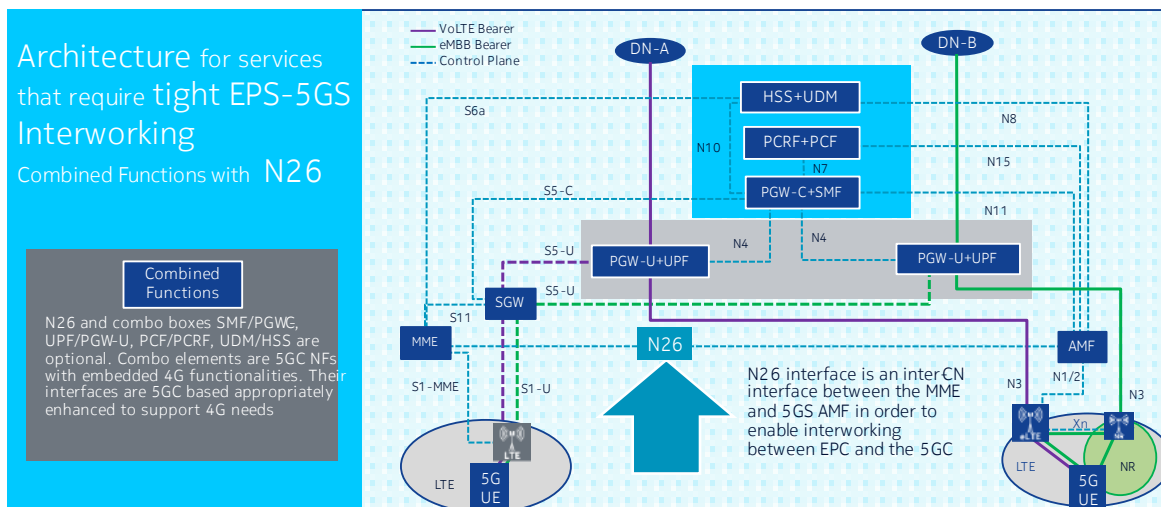 Architecture for services
that require tight EPS-5GS
Interworking
Combined Functions with N26
Combined
Functions
N26 and combo boxes SMF/PGWC,
UPF/PGW-U, PCF/PCRF, UDM/HSS are
optional. Combo elements are 5GC NFs
with embedded 4G functionalities. Their
interfaces are 5GC based appropriately
enhanced to support 4G needs
VoLTE Bearer
eMBB Bearer
Control Plane
DN-A
DN-B
HSS+UDM
S6a
N8
PCRF+PCF
N10
N15
N7
PGW-C+SMF
S5-C
N11
N4
N4
S5-U
PGW-U+UPF
PGW-U+UPF
S5-U
SGW
S11
MME
N26
AMF
S1-MME
S1-U
N26 interface is an inter-CN
interface between the MME
and 5GS AMF in order to
enable interworking
between EPC and the 5GC
N3
N1/2
N3
LTE
LTE
5G
UE
eLTE
Xn
NR
LTE
NR
5G
UE